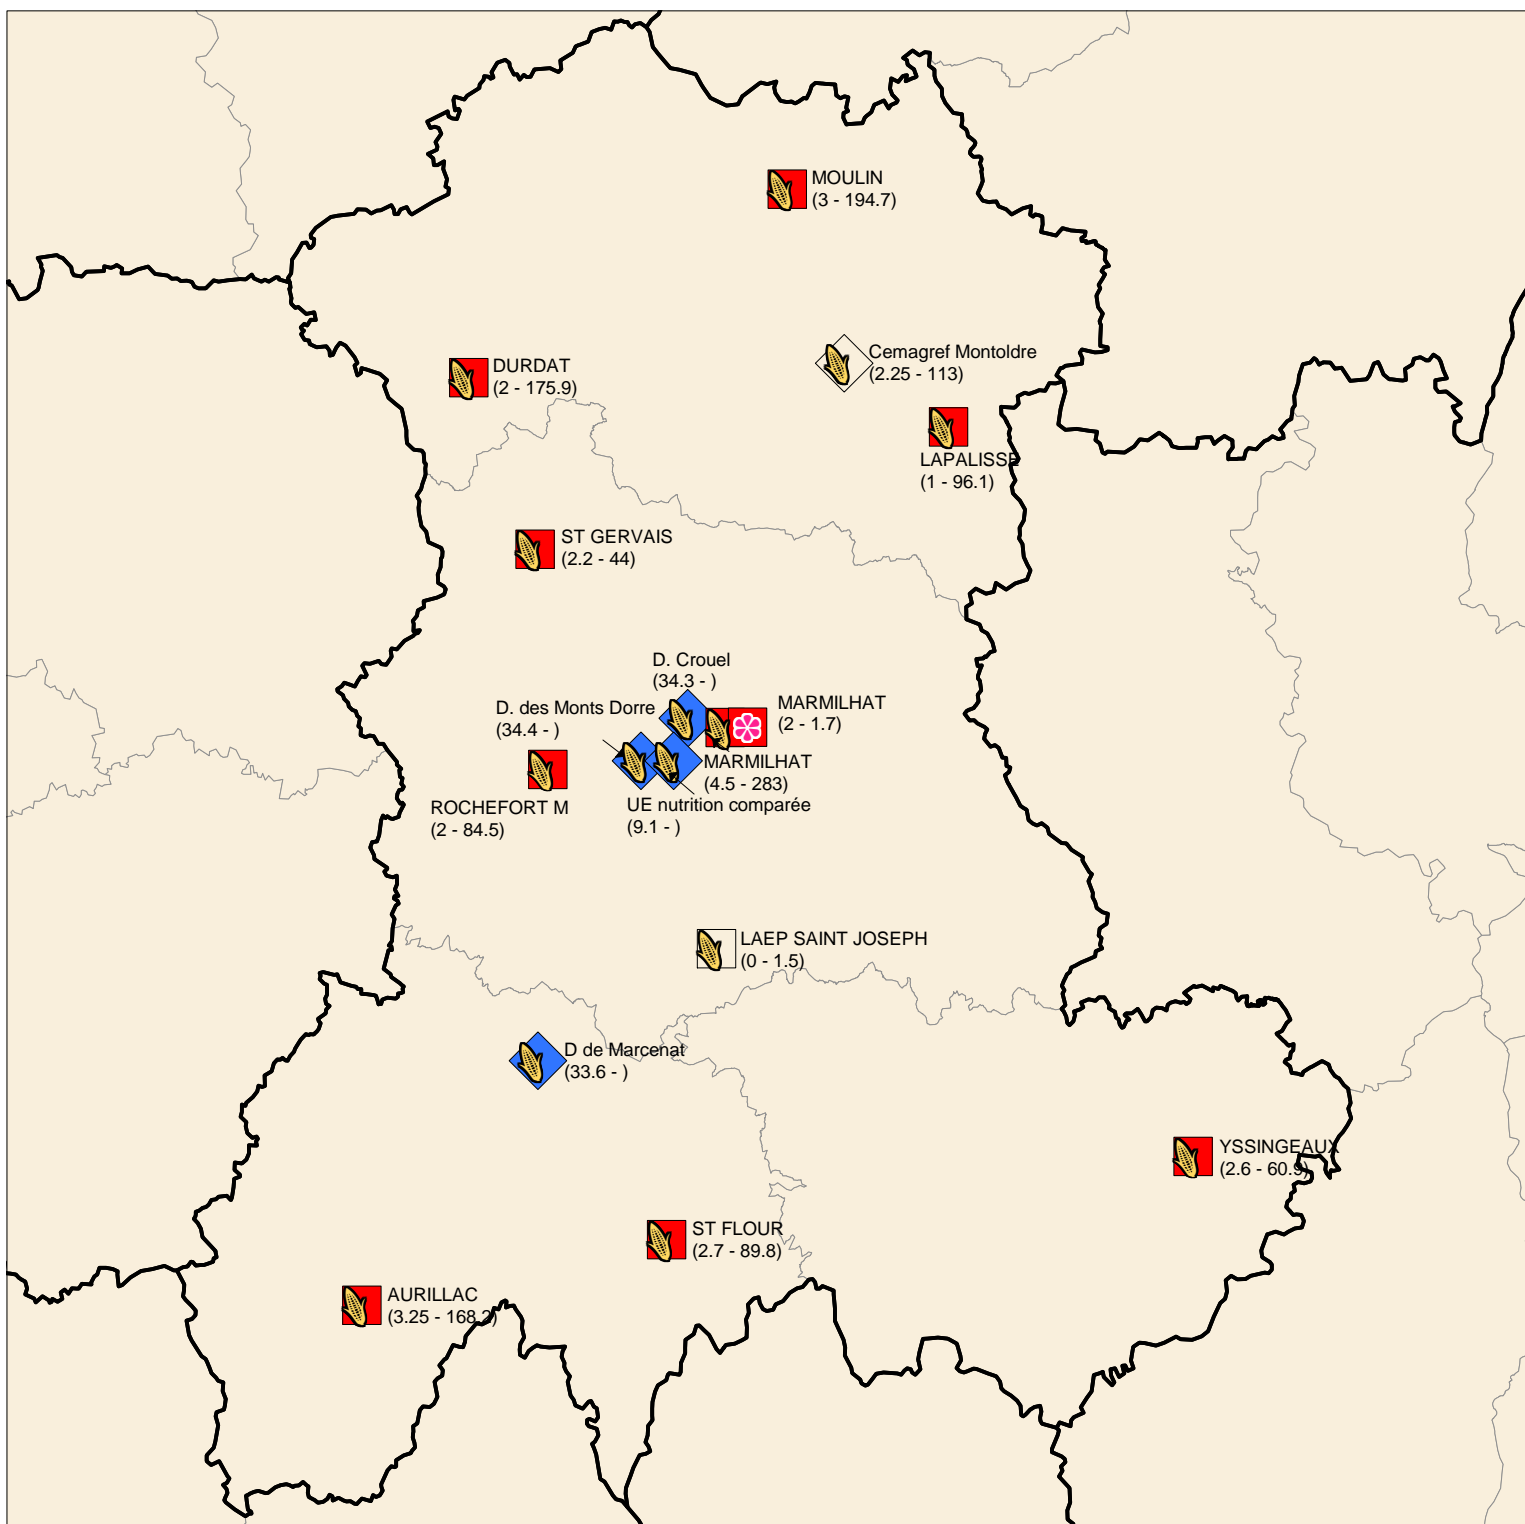 MOULIN
(3 - 194.7)
Cemagref Montoldre
(2.25 - 113)
DURDAT
(2 - 175.9)
LAPALISSE
(1 - 96.1)
ST GERVAIS
(2.2 - 44)
D. Crouel
(34.3 - )
D. des Monts Dorre
(34.4 - )
MARMILHAT
(2 - 1.7)
MARMILHAT
(4.5 - 283)
ROCHEFORT M
(2 - 84.5)
UE nutrition comparée
(9.1 - )
LAEP SAINT JOSEPH
(0 - 1.5)
D de Marcenat
(33.6 - )
YSSINGEAUX
(2.6 - 60.9)
ST FLOUR
(2.7 - 89.8)
AURILLAC
(3.25 - 168.2)